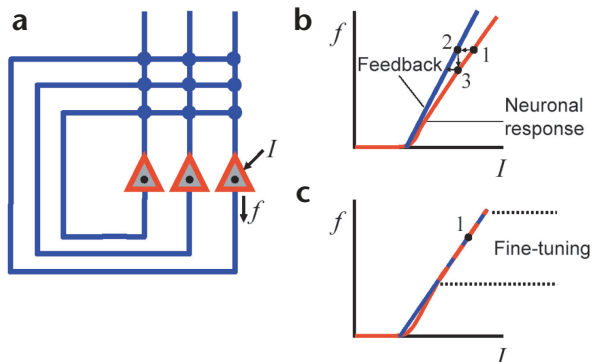 a
I
f
b
f
2
1
Feedback
3
Neuronal
response
I
c
f
1
Fine-tuning
I